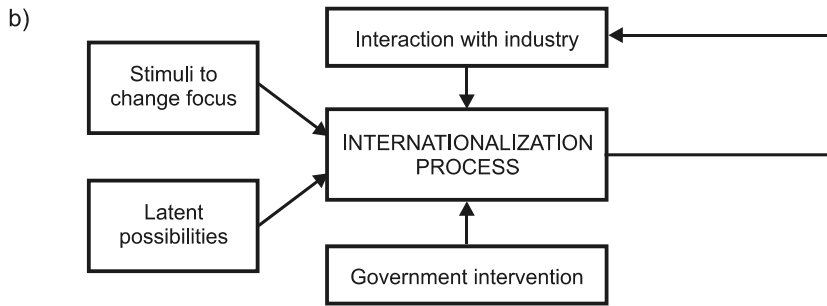 b)
Interaction with industry
Stimuli to
change focus
INTERNATIONALIZATION
PROCESS
Latent
possibilities
Government intervention